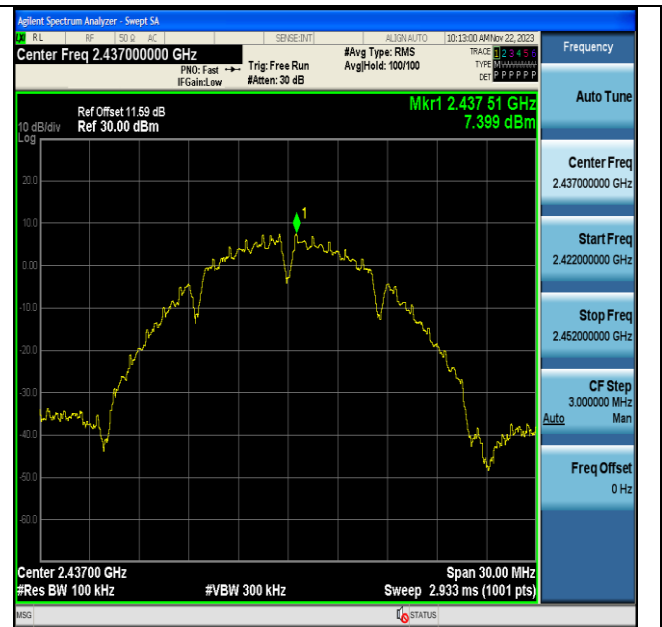 Agilent Spectrum Analyzer - Swept SA
RL RF 50 Ω AC SENSE:INT ALIGN AUTO 10:13:00 AM Nov 22, 2023
Center Freq 2.437000000 GHz #Avg Type: RMS TRACE 1 2 3 4 5 6
PNO: Fast Trig: Free Run Avg|Hold: 100/100 TYPE M
IFGain:Low #Atten: 30 dB DET P P P P P P
Mkr1 2.437 51 GHz
7.399 dBm
Ref Offset 11.59 dB
10 dB/div Ref 30.00 dBm
Log
20.0
10.0
0.00
-10.0
-20.0
-30.0
-40.0
-50.0
-60.0
1
Center 2.43700 GHz Span 30.00 MHz
#Res BW 100 kHz #VBW 300 kHz Sweep 2.933 ms (1001 pts)
MSG STATUS
Frequency
Auto Tune
Center Freq
2.437000000 GHz
Start Freq
2.422000000 GHz
Stop Freq
2.452000000 GHz
CF Step
3.000000 MHz
Auto Man
Freq Offset
0 Hz